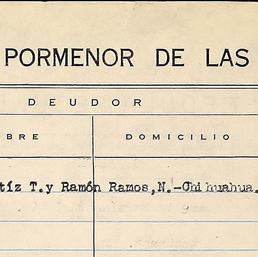 PORMENOR DE LAS
DEUDOR
BRE DOMICILIO
tíz T. y Ramón Ramos, N.-Chihuahua.